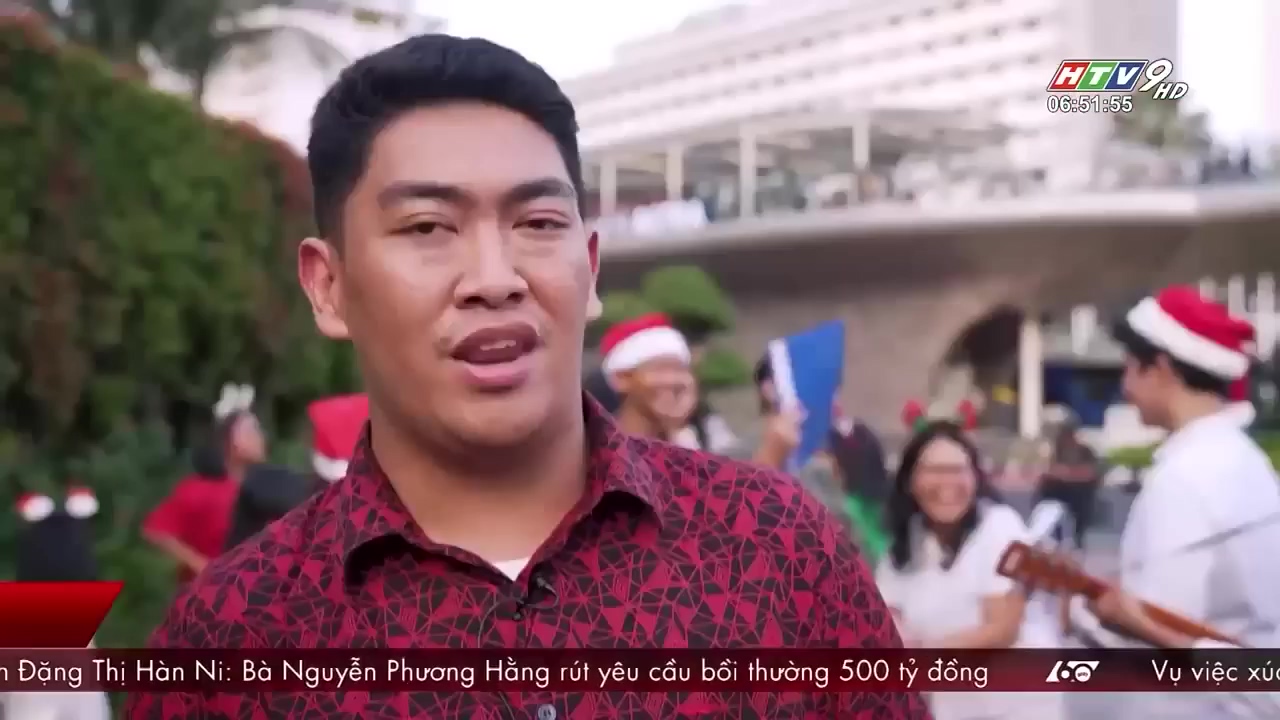 HTV9 HD
06:51:55
Đặng Thị Hàn Ni: Bà Nguyễn Phương Hằng rút yêu cầu bồi thường 500 tỷ đồng 60 Vụ việc